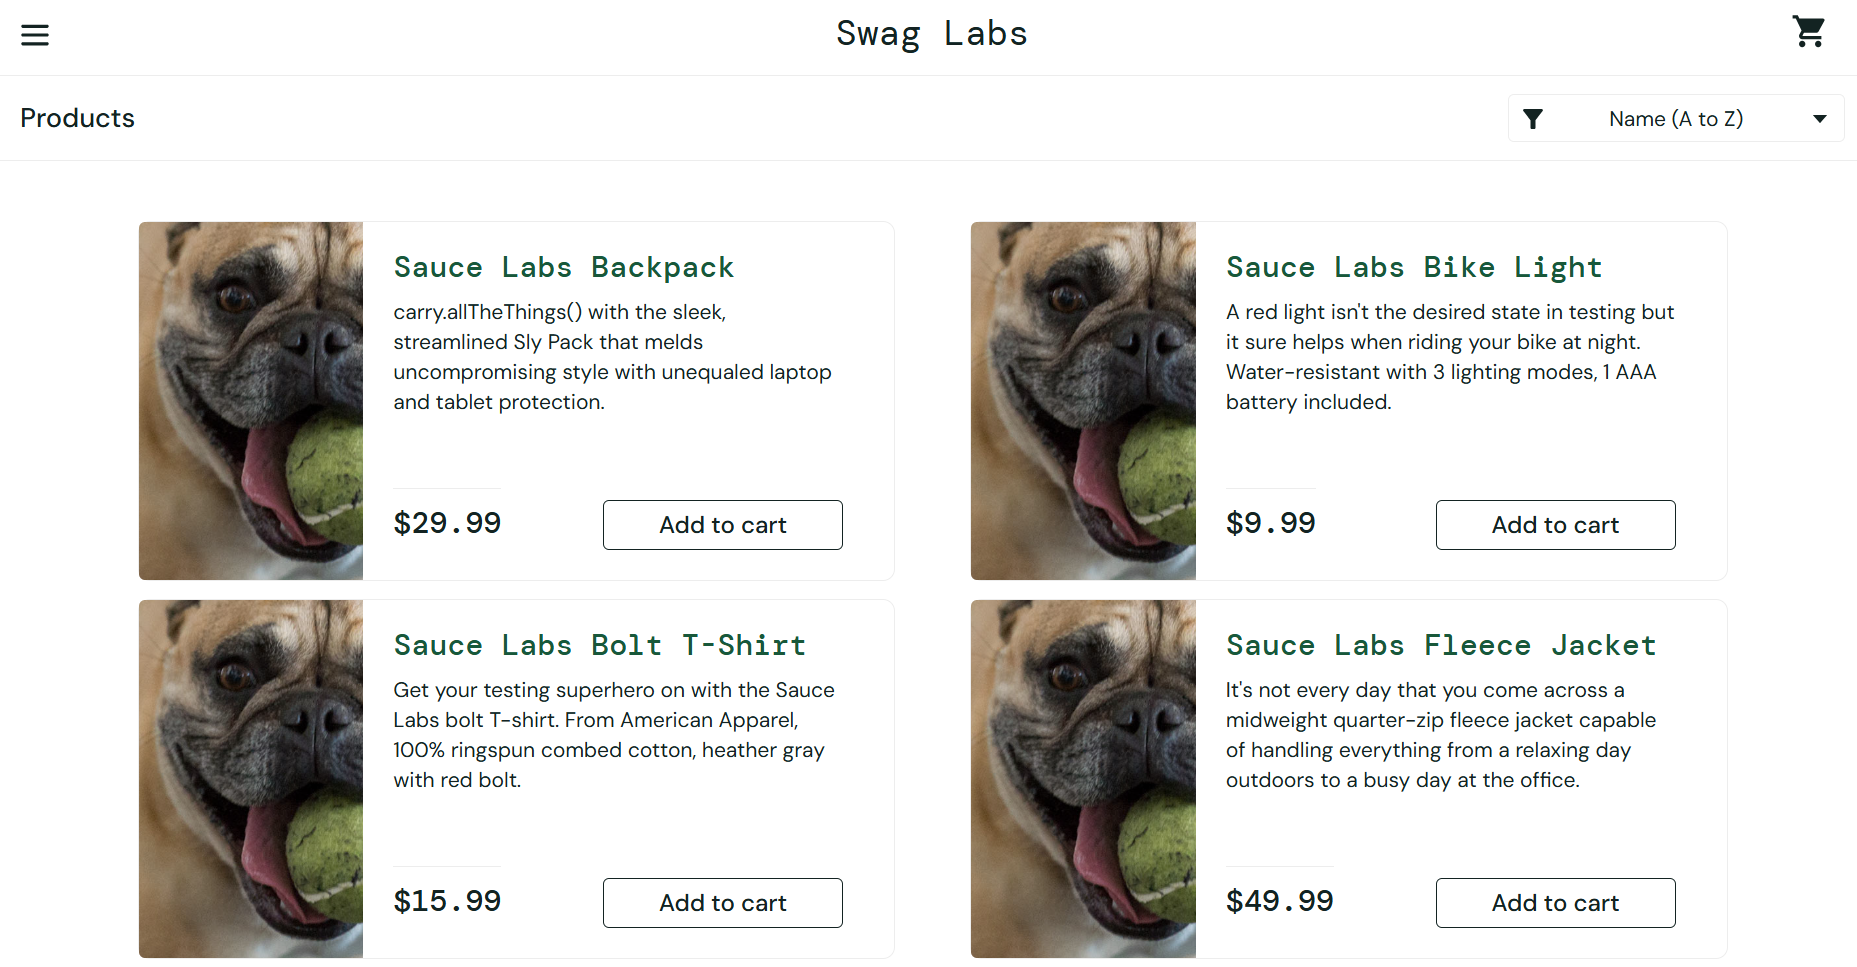 Swag Labs
Products
Name (A to Z)
Sauce Labs Backpack
carry.allTheThings() with the sleek,
streamlined Sly Pack that melds
uncompromising style with unequaled laptop
and tablet protection.
$29.99
Add to cart
Sauce Labs Bike Light
A red light isn't the desired state in testing but
it sure helps when riding your bike at night.
Water-resistant with 3 lighting modes, 1 AAA
battery included.
$9.99
Add to cart
Sauce Labs Bolt T-Shirt
Get your testing superhero on with the Sauce
Labs bolt T-shirt. From American Apparel,
100% ringspun combed cotton, heather gray
with red bolt.
$15.99
Add to cart
Sauce Labs Fleece Jacket
It's not every day that you come across a
midweight quarter-zip fleece jacket capable
of handling everything from a relaxing day
outdoors to a busy day at the office.
$49.99
Add to cart